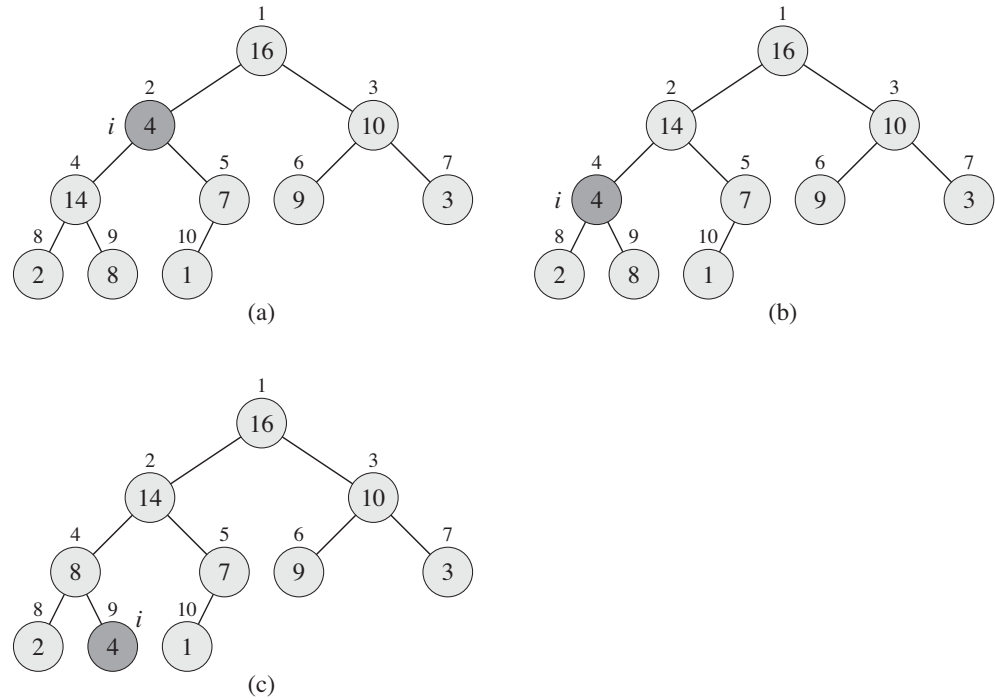 1 1
16 16
2 3 2 3
i 4 10 14 10
4 5 6 7 4 5 6 7
14 7 9 3 i 4 7 9 3
8 9 10 8 9 10
2 8 1 2 8 1
(a) (b)
1
16
2 3
14 10
4 5 6 7
8 7 9 3
8 9 i 10
2 4 1
(c)